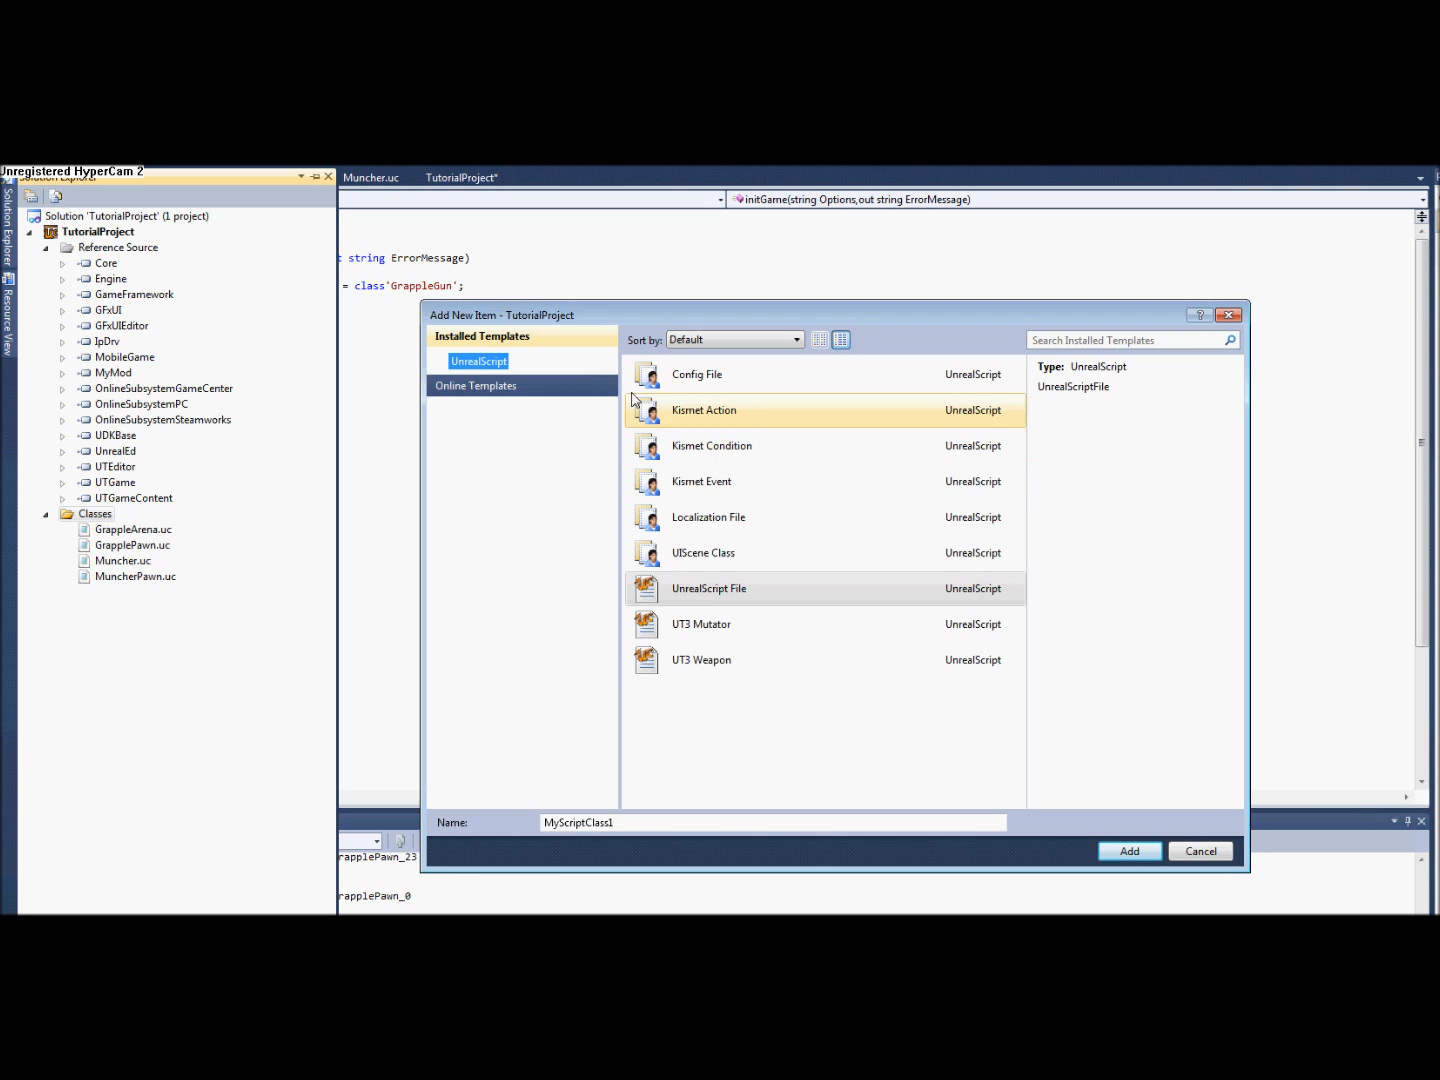 Unregistered HyperCam 2
Solution Explorer
Muncher.uc
TutorialProject*
initGame(string Options,out string ErrorMessage)
Solution Explorer
Resource View
Solution 'TutorialProject' (1 project)
TutorialProject
Reference Source
Core
Engine
GameFramework
GFxUI
GFxUIEditor
IpDrv
MobileGame
MyMod
OnlineSubsystemGameCenter
OnlineSubsystemPC
OnlineSubsystemSteamworks
UDKBase
UnrealEd
UTEditor
UTGame
UTGameContent
Classes
GrappleArena.uc
GrapplePawn.uc
Muncher.uc
MuncherPawn.uc
t string ErrorMessage)
= class'GrappleGun';
Add New Item - TutorialProject
Installed Templates
UnrealScript
Online Templates
Sort by: Default
Search Installed Templates
Config File UnrealScript
Kismet Action UnrealScript
Kismet Condition UnrealScript
Kismet Event UnrealScript
Localization File UnrealScript
UIScene Class UnrealScript
UnrealScript File UnrealScript
UT3 Mutator UnrealScript
UT3 Weapon UnrealScript
Type: UnrealScript
UnrealScriptFile
Name: MyScriptClass1
Add Cancel
rapplePawn_23
rapplePawn_0